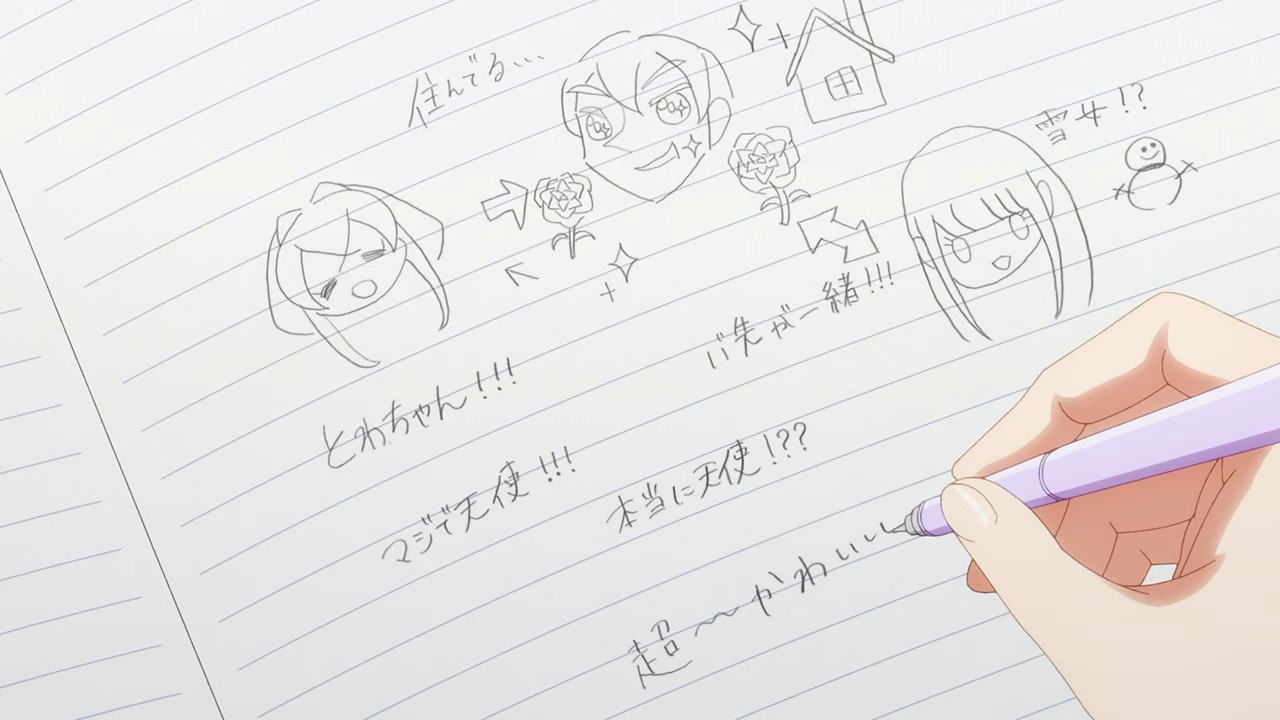 住んでる...
雪女!?
バ先が一緒!!!
とわちゃん!!!
マジで天使!!!
本当に天使!??
超〜かわいい